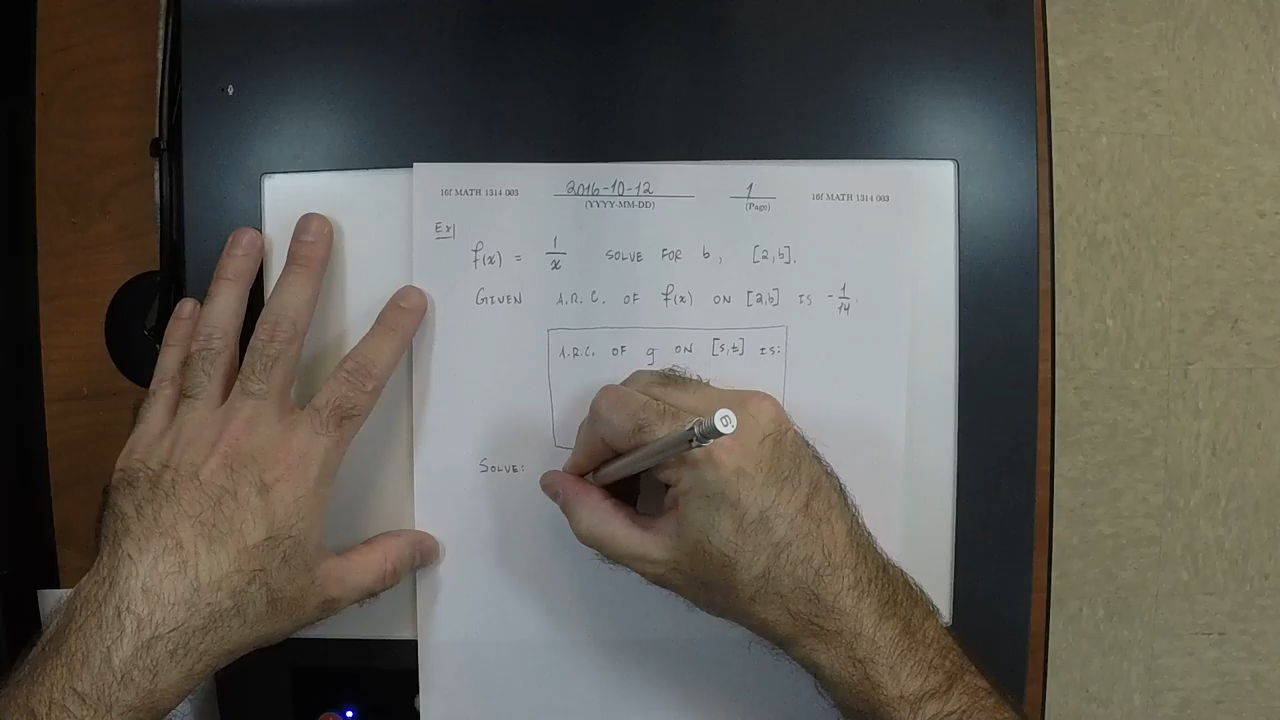 16f MATH 1314 003 2016-10-12 1 16f MATH 1314 003
(YYYY-MM-DD) (Page)
Ex
f(x) = 1/x SOLVE FOR b, [2,b].
GIVEN A.R.C. OF f(x) ON [2,b] IS -1/14.
A.R.C. OF g ON [s,t] IS:
SOLVE: